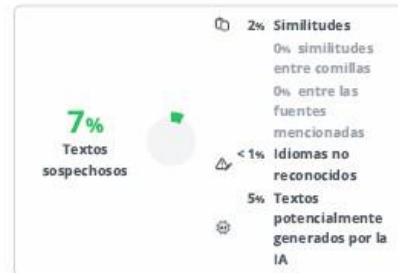 7%
Textos
sospechosos
2% Similitudes
0% similitudes
entre comillas
0% entre las
fuentes
mencionadas
< 1% Idiomas no
reconocidos
5% Textos
potencialmente
generados por la
IA